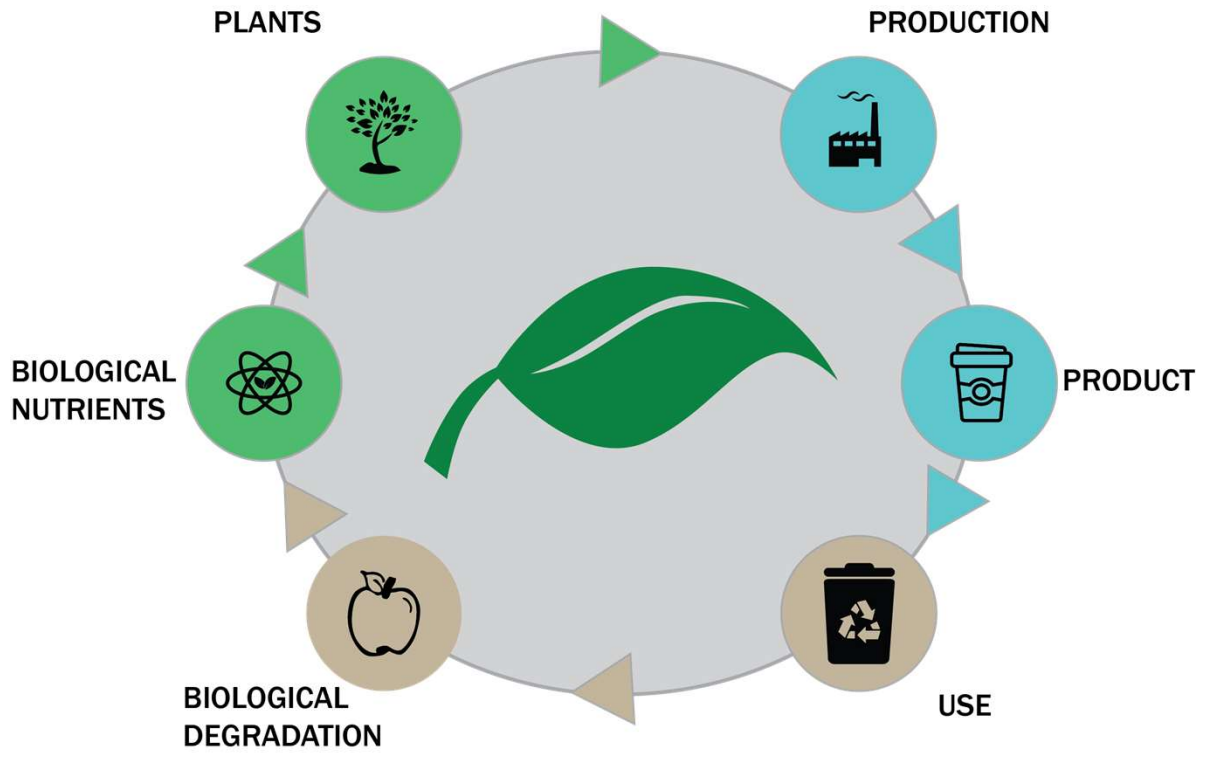 PLANTS
PRODUCTION
BIOLOGICAL
NUTRIENTS
PRODUCT
BIOLOGICAL
DEGRADATION
USE